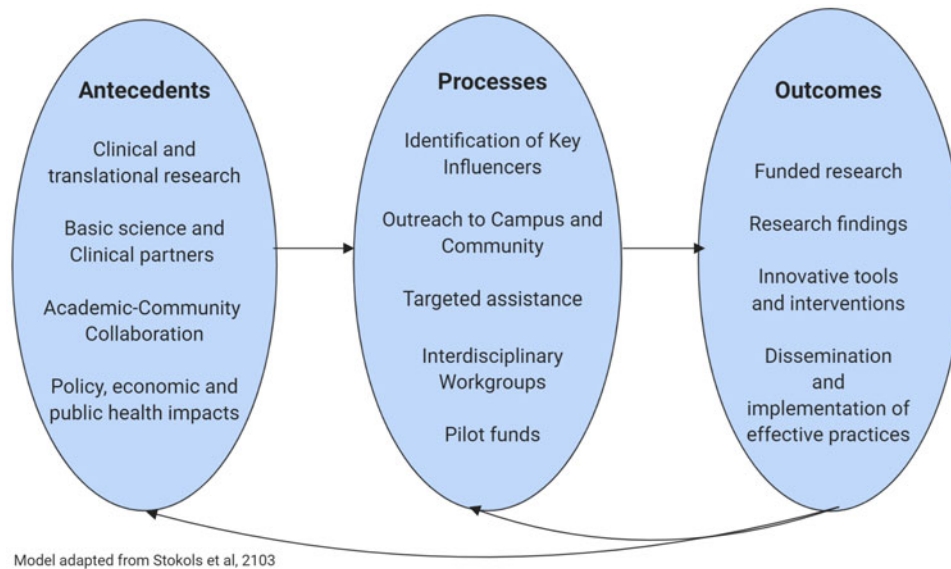 Antecedents
Clinical and
translational research
Basic science and
Clinical partners
Academic-Community
Collaboration
Policy, economic and
public health impacts
Processes
Identification of Key
Influencers
Outreach to Campus and
Community
Targeted assistance
Interdisciplinary
Workgroups
Pilot funds
Outcomes
Funded research
Research findings
Innovative tools
and interventions
Dissemination
and
implementation of
effective practices
Model adapted from Stokols et al, 2103